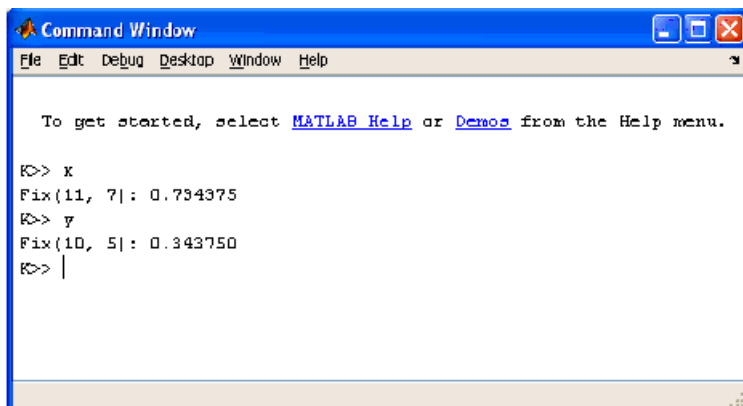 Command Window
File Edit Debug Desktop Window Help
To get started, select MATLAB Help or Demos from the Help menu.
K>> x
Fix(11, 7): 0.734375
K>> y
Fix(10, 5): 0.343750
K>>